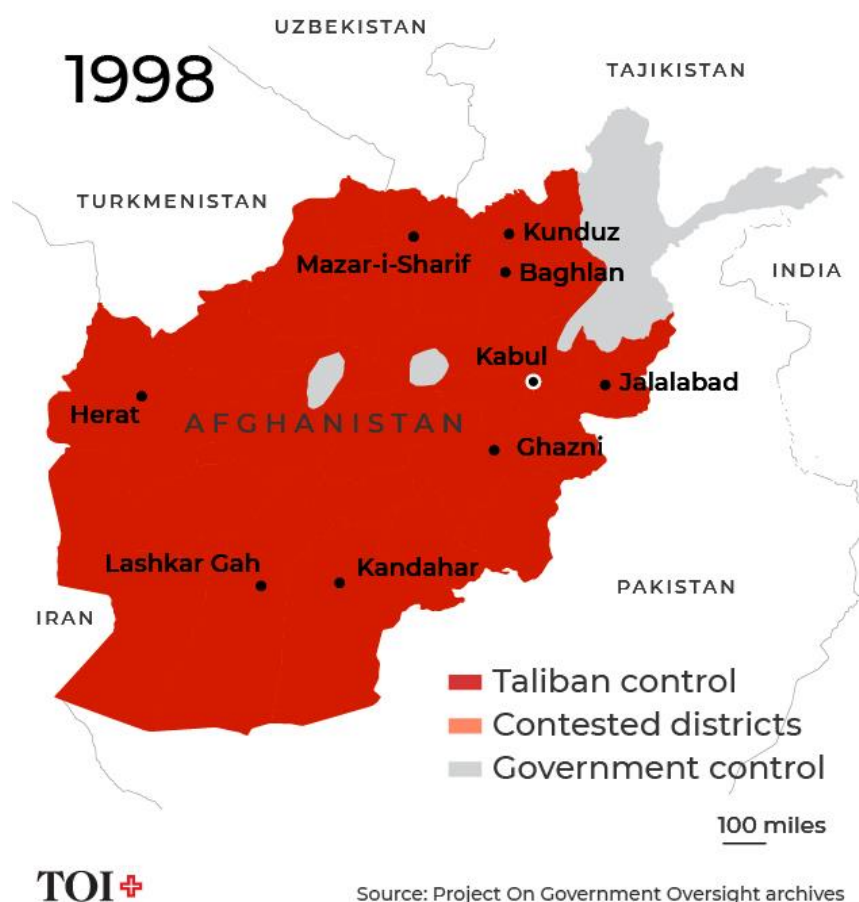 UZBEKISTAN
1998
TAJIKISTAN
TURKMENISTAN
Kunduz
Mazar-i-Sharif
Baghlan
INDIA
Kabul
Jalalabad
Herat
AFGHANISTAN
Ghazni
Lashkar Gah
Kandahar
PAKISTAN
IRAN
Taliban control
Contested districts
Government control
100 miles
TOI+
Source: Project On Government Oversight archives